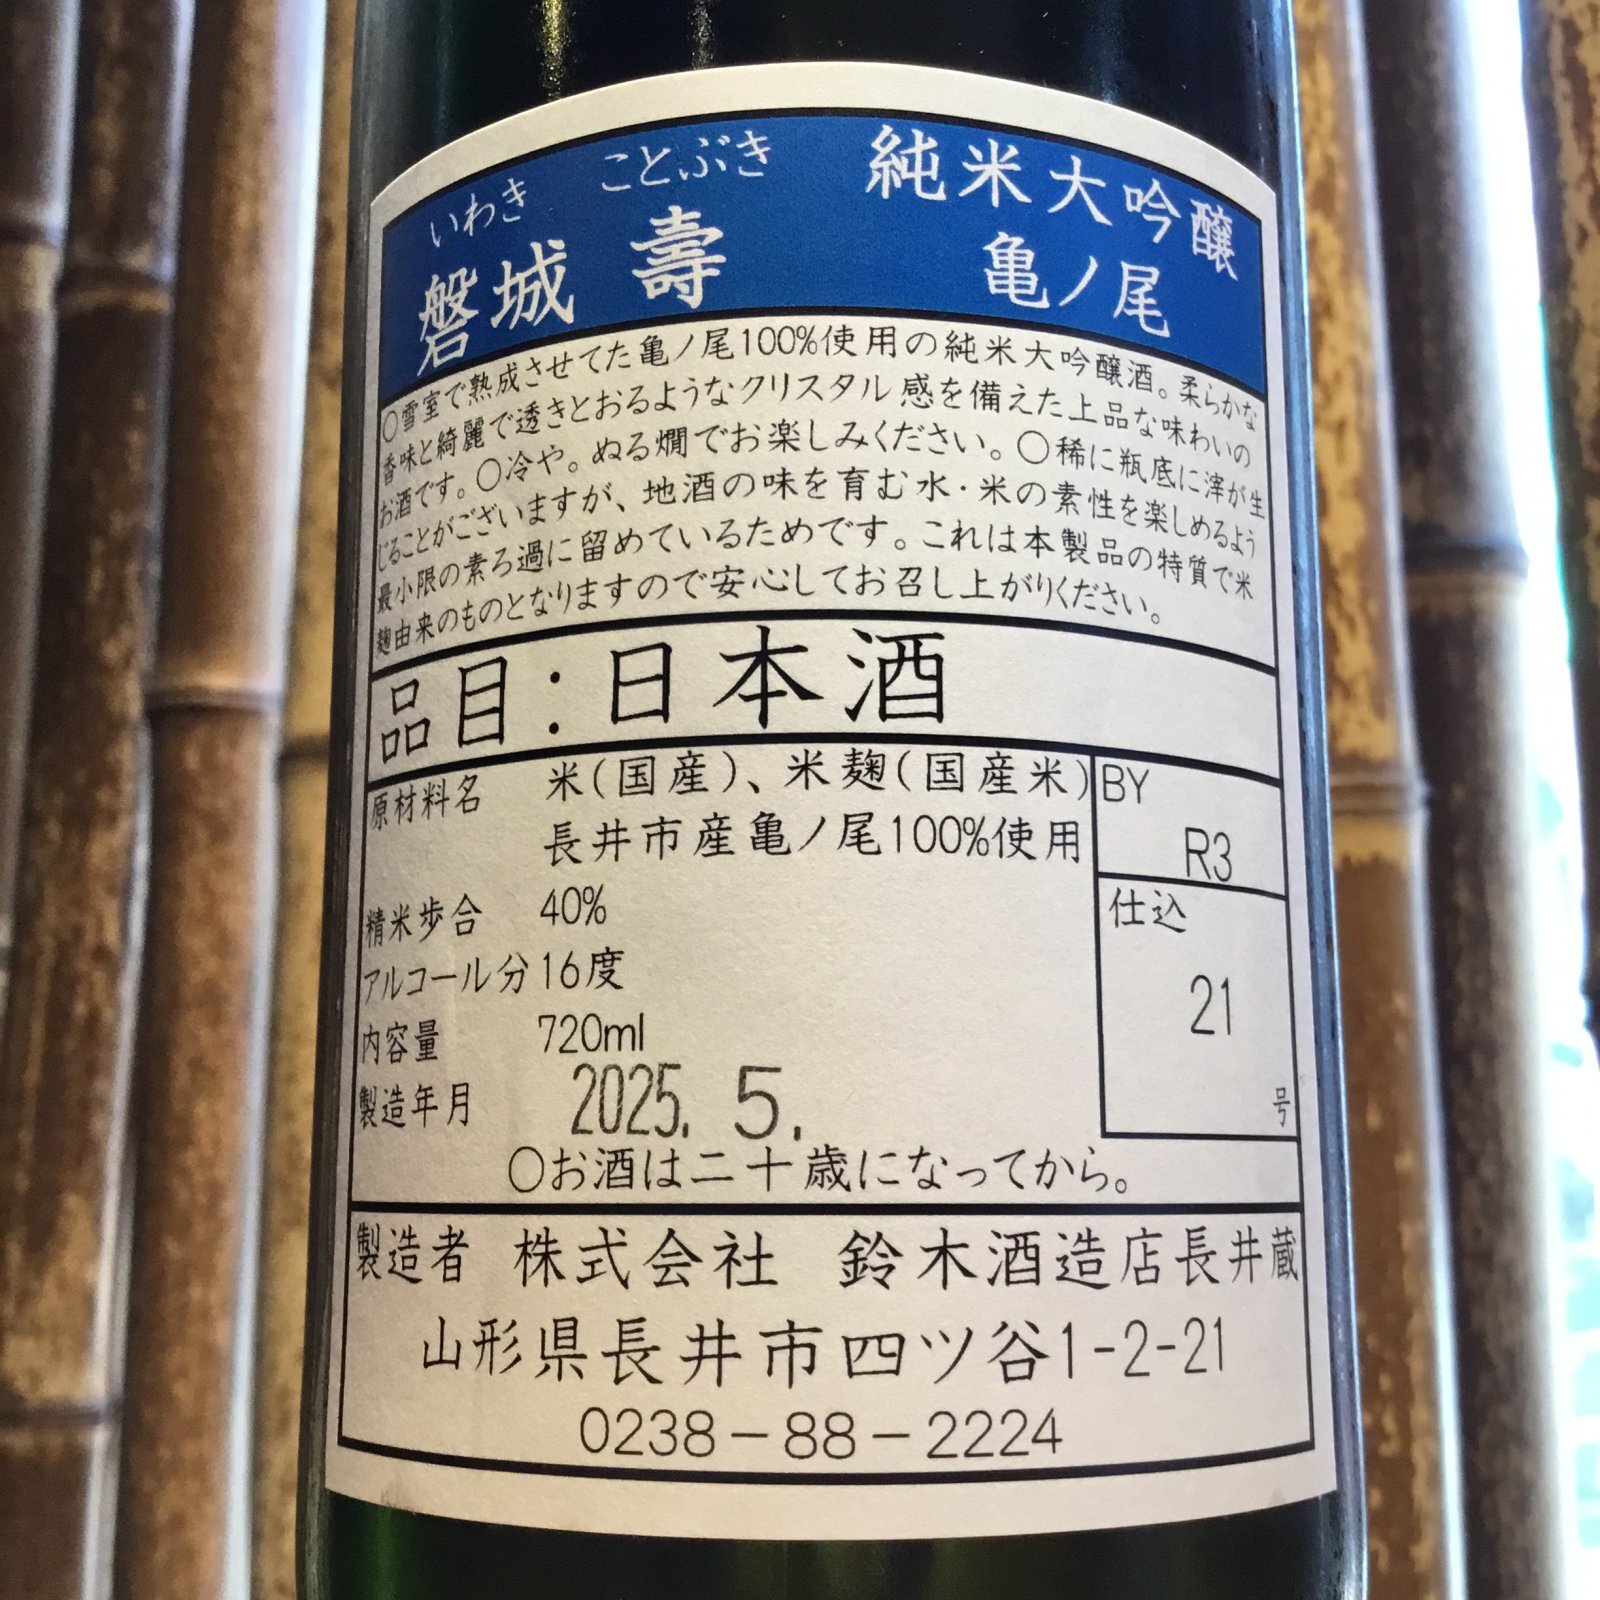 いわき ことぶき 純米大吟醸
磐城 壽 亀ノ尾
〇雪室で熟成させてた亀ノ尾100%使用の純米大吟醸酒。柔らかな
香味と綺麗で透きとおるようなクリスタル感を備えた上品な味わいの
お酒です。〇冷や。ぬる燗でお楽しみください。〇稀に瓶底に滓が生
じることがございますが、地酒の味を育む水・米の素性を楽しめるよう
最小限の素ろ過に留めているためです。これは本製品の特質で米
麹由来のものとなりますので安心してお召し上がりください。
品目:日本酒
原材料名 米(国産)、米麹(国産米)
長井市産亀ノ尾100%使用
BY
R3
精米歩合 40%
仕込
アルコール分 16度
21
内容量 720ml
号
製造年月 2025. 5.
〇お酒は二十歳になってから。
製造者 株式会社 鈴木酒造店長井蔵
山形県長井市四ツ谷1-2-21
0238-88-2224